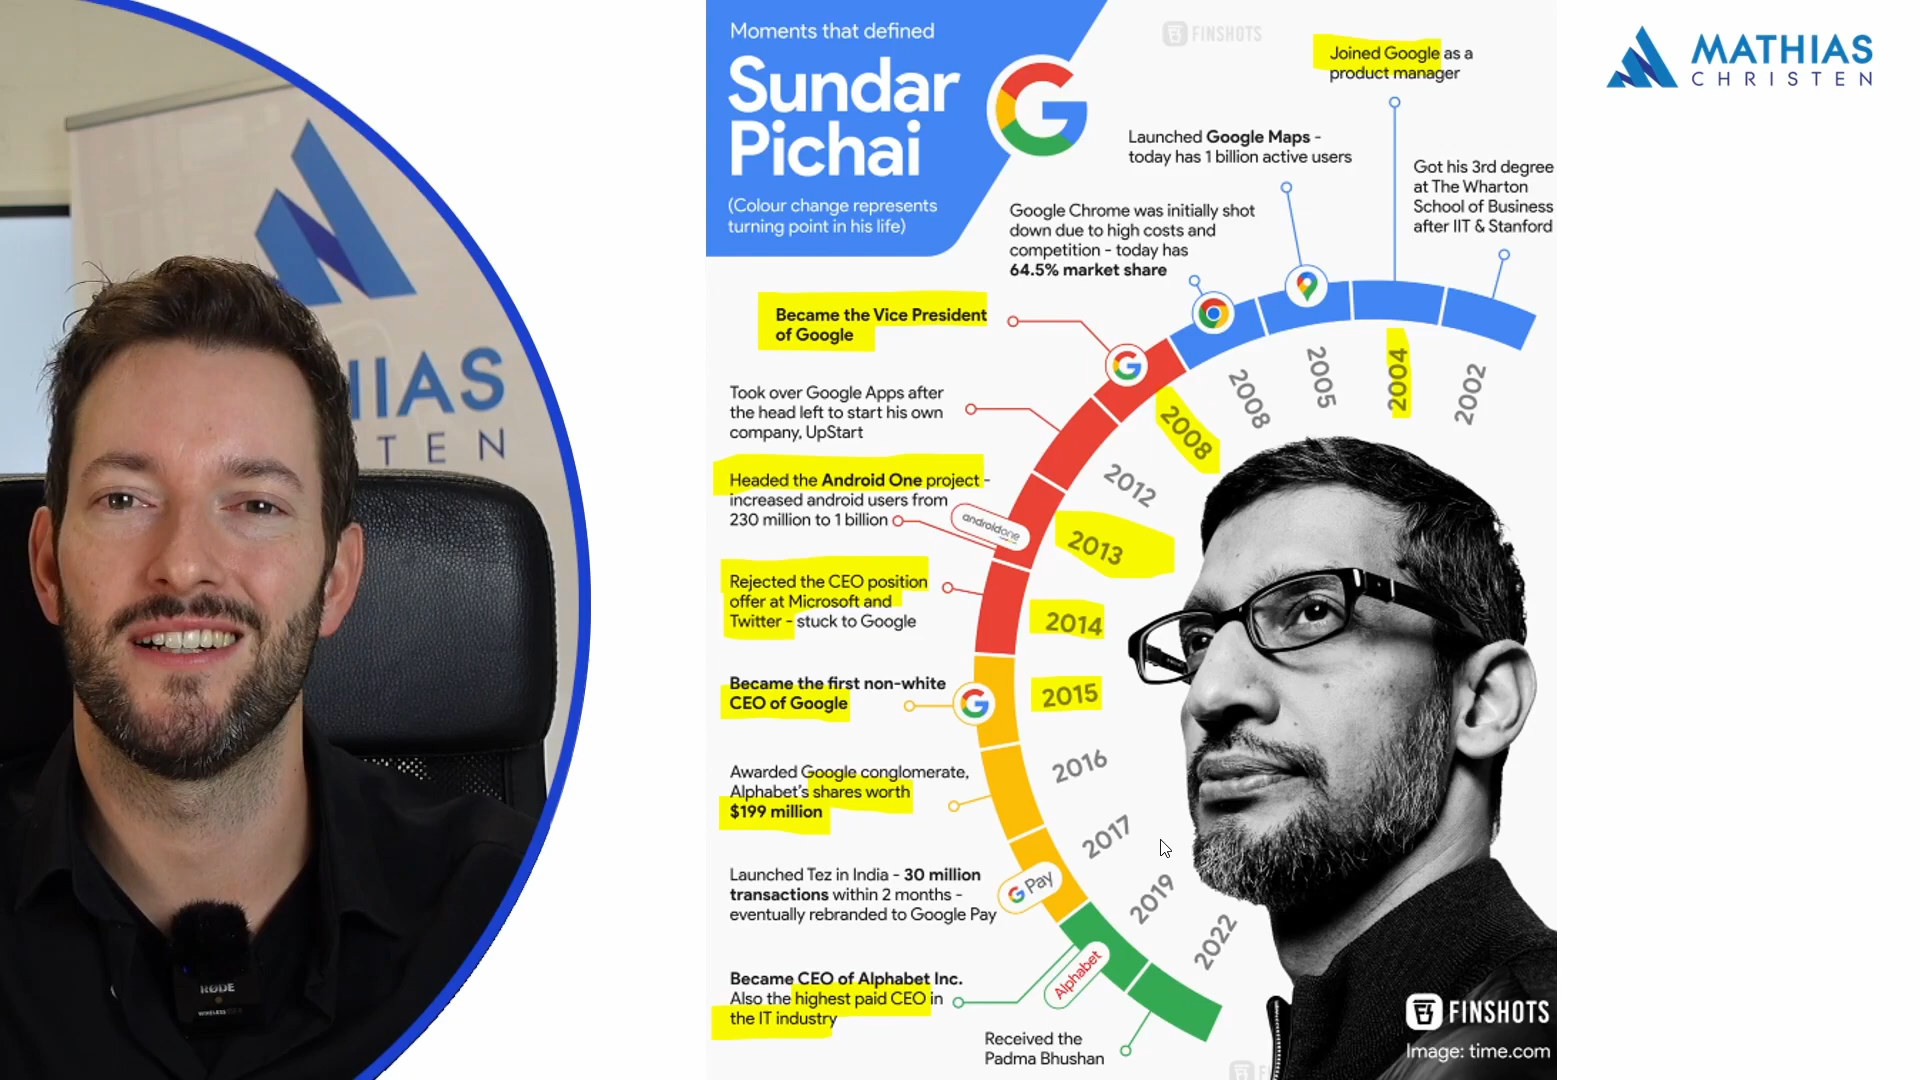 HIAS
TEN
RØDE
WIRELESS GO II
Moments that defined
Sundar
Pichai
(Colour change represents
turning point in his life)
FINSHOTS
Joined Google as a
product manager
Launched Google Maps -
today has 1 billion active users
Got his 3rd degree
at The Wharton
School of Business
after IIT & Stanford
Google Chrome was initially shot
down due to high costs and
competition - today has
64.5% market share
Became the Vice President
of Google
Took over Google Apps after
the head left to start his own
company, UpStart
Headed the Android One project -
increased android users from
230 million to 1 billion
androidone
Rejected the CEO position
offer at Microsoft and
Twitter - stuck to Google
Became the first non-white
CEO of Google
Awarded Google conglomerate,
Alphabet's shares worth
$199 million
Launched Tez in India - 30 million
transactions within 2 months -
eventually rebranded to Google Pay
G Pay
Became CEO of Alphabet Inc.
Also the highest paid CEO in
the IT industry
Alphabet
Received the
Padma Bhushan
2002
2004
2005
2008
2008
2012
2013
2014
2015
2016
2017
2019
2022
FINSHOTS
Image: time.com
MATHIAS
CHRISTEN